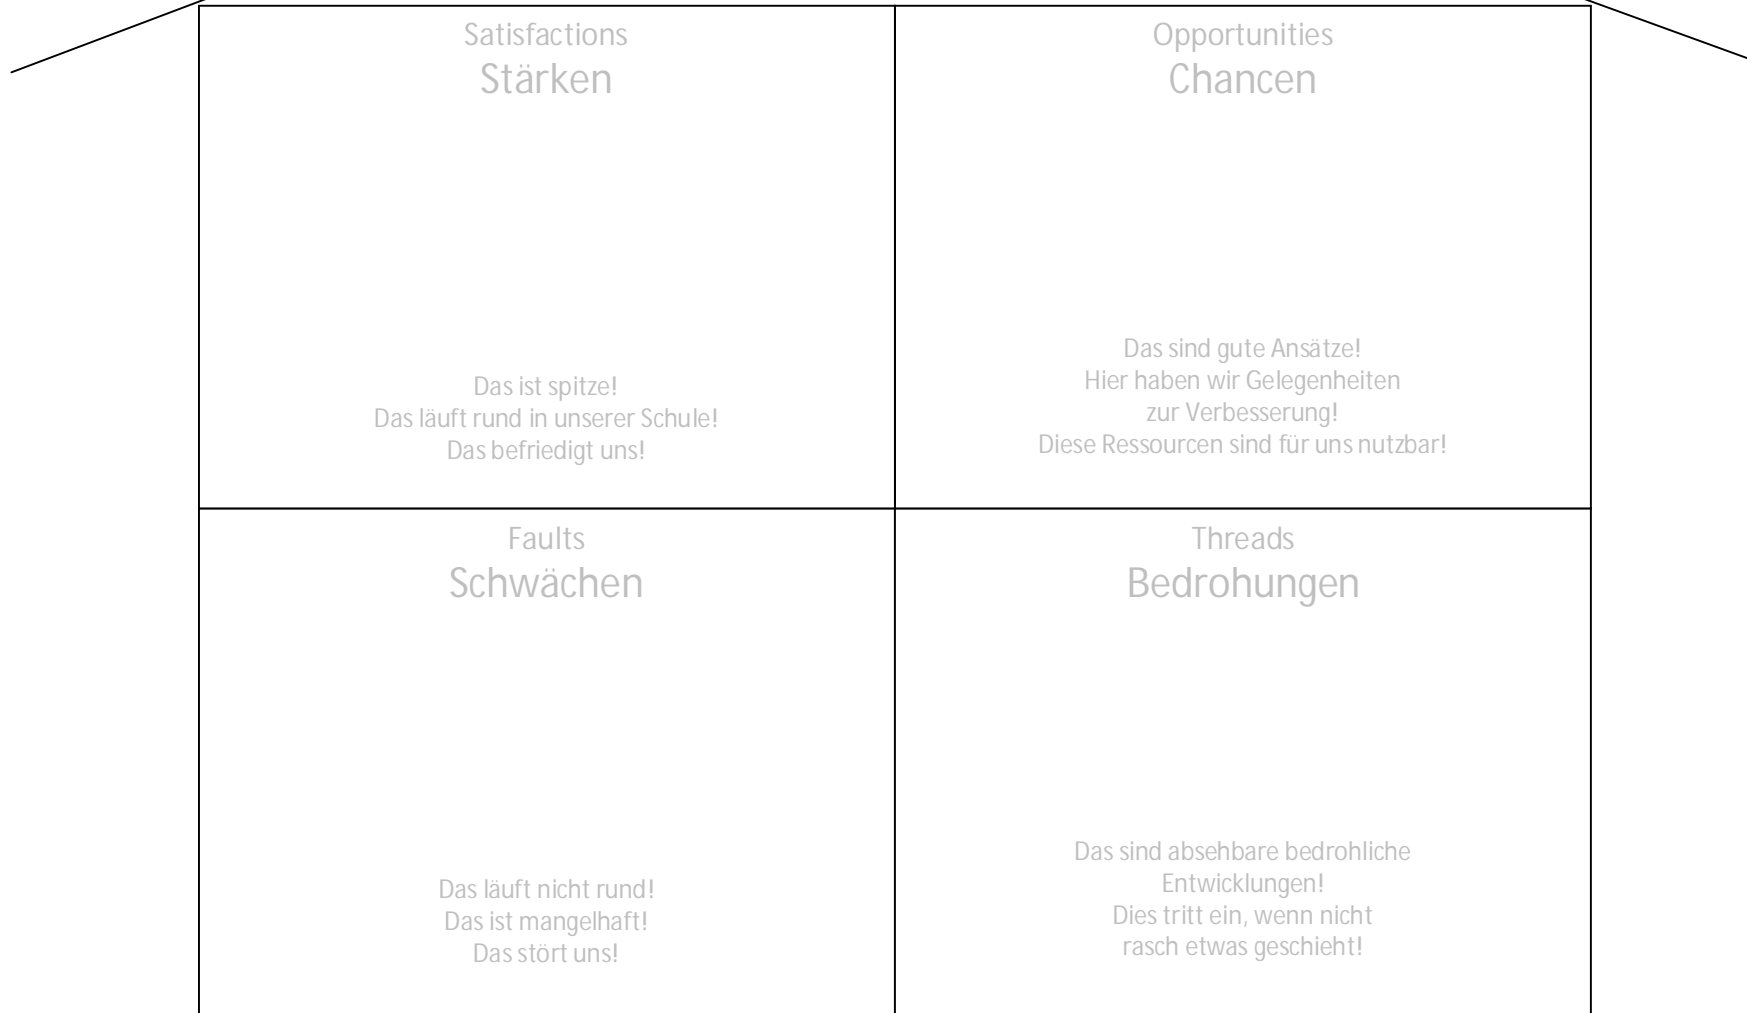 Satisfactions
Stärken
Das ist spitze!
Das läuft rund in unserer Schule!
Das befriedigt uns!
Opportunities
Chancen
Das sind gute Ansätze!
Hier haben wir Gelegenheiten
zur Verbesserung!
Diese Ressourcen sind für uns nutzbar!
Faults
Schwächen
Das läuft nicht rund!
Das ist mangelhaft!
Das stört uns!
Threads
Bedrohungen
Das sind absehbare bedrohliche
Entwicklungen!
Dies tritt ein, wenn nicht
rasch etwas geschieht!